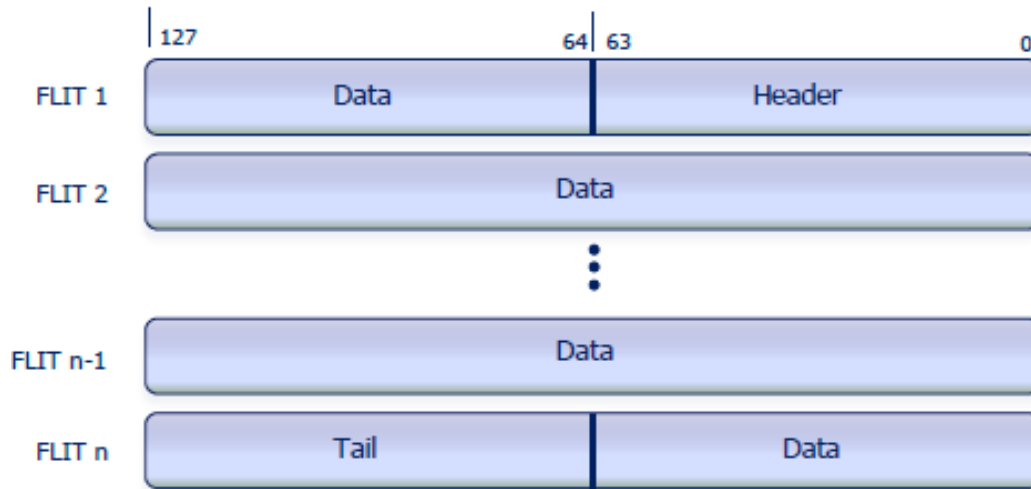 127 64 63 0
FLIT 1 Data Header
FLIT 2 Data
FLIT n-1 Data
FLIT n Tail Data